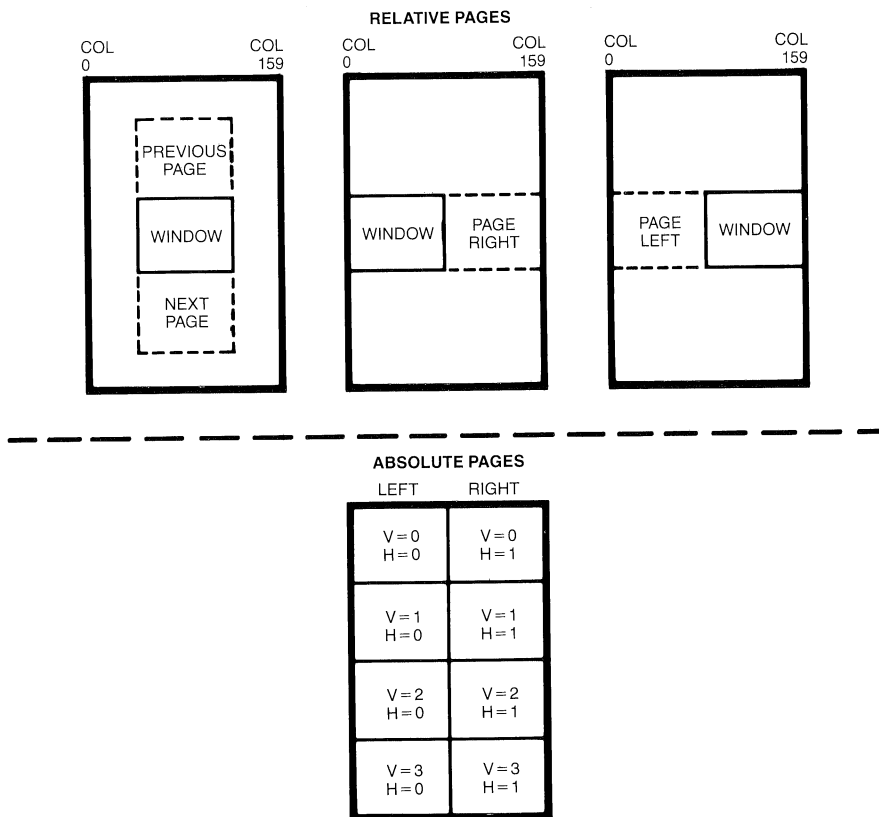 RELATIVE PAGES
COL COL
0 159
PREVIOUS
PAGE
WINDOW
NEXT
PAGE
COL COL
0 159
WINDOW
PAGE
RIGHT
COL COL
0 159
PAGE
LEFT
WINDOW
ABSOLUTE PAGES
LEFT RIGHT
V=0 V=0
H=0 H=1
V=1 V=1
H=0 H=1
V=2 V=2
H=0 H=1
V=3 V=3
H=0 H=1